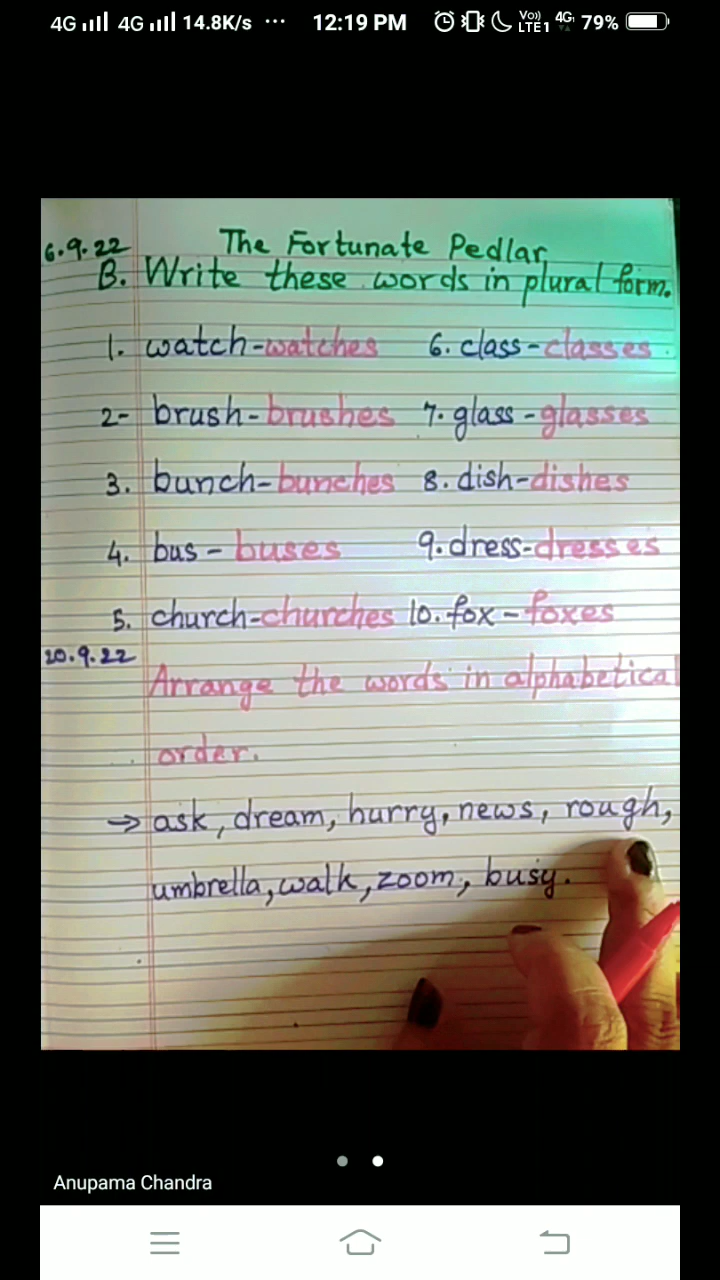 4G 4G 14.8K/s ... 12:19 PM Vo)) LTE1 4G 79%
6.9.22 The Fortunate Pedlar
B. Write these words in plural form.
1. watch-watches 6. class-classes.
2- brush-brushes 7. glass-glasses
3. bunch-bunches 8. dish-dishes
4. bus-buses 9. dress-dresses
5. church-churches 10. fox-foxes
20.9.22
Arrange the words in alphabetical
order.
→ ask, dream, hurry, news, rough,
umbrella, walk, zoom, busy.
Anupama Chandra